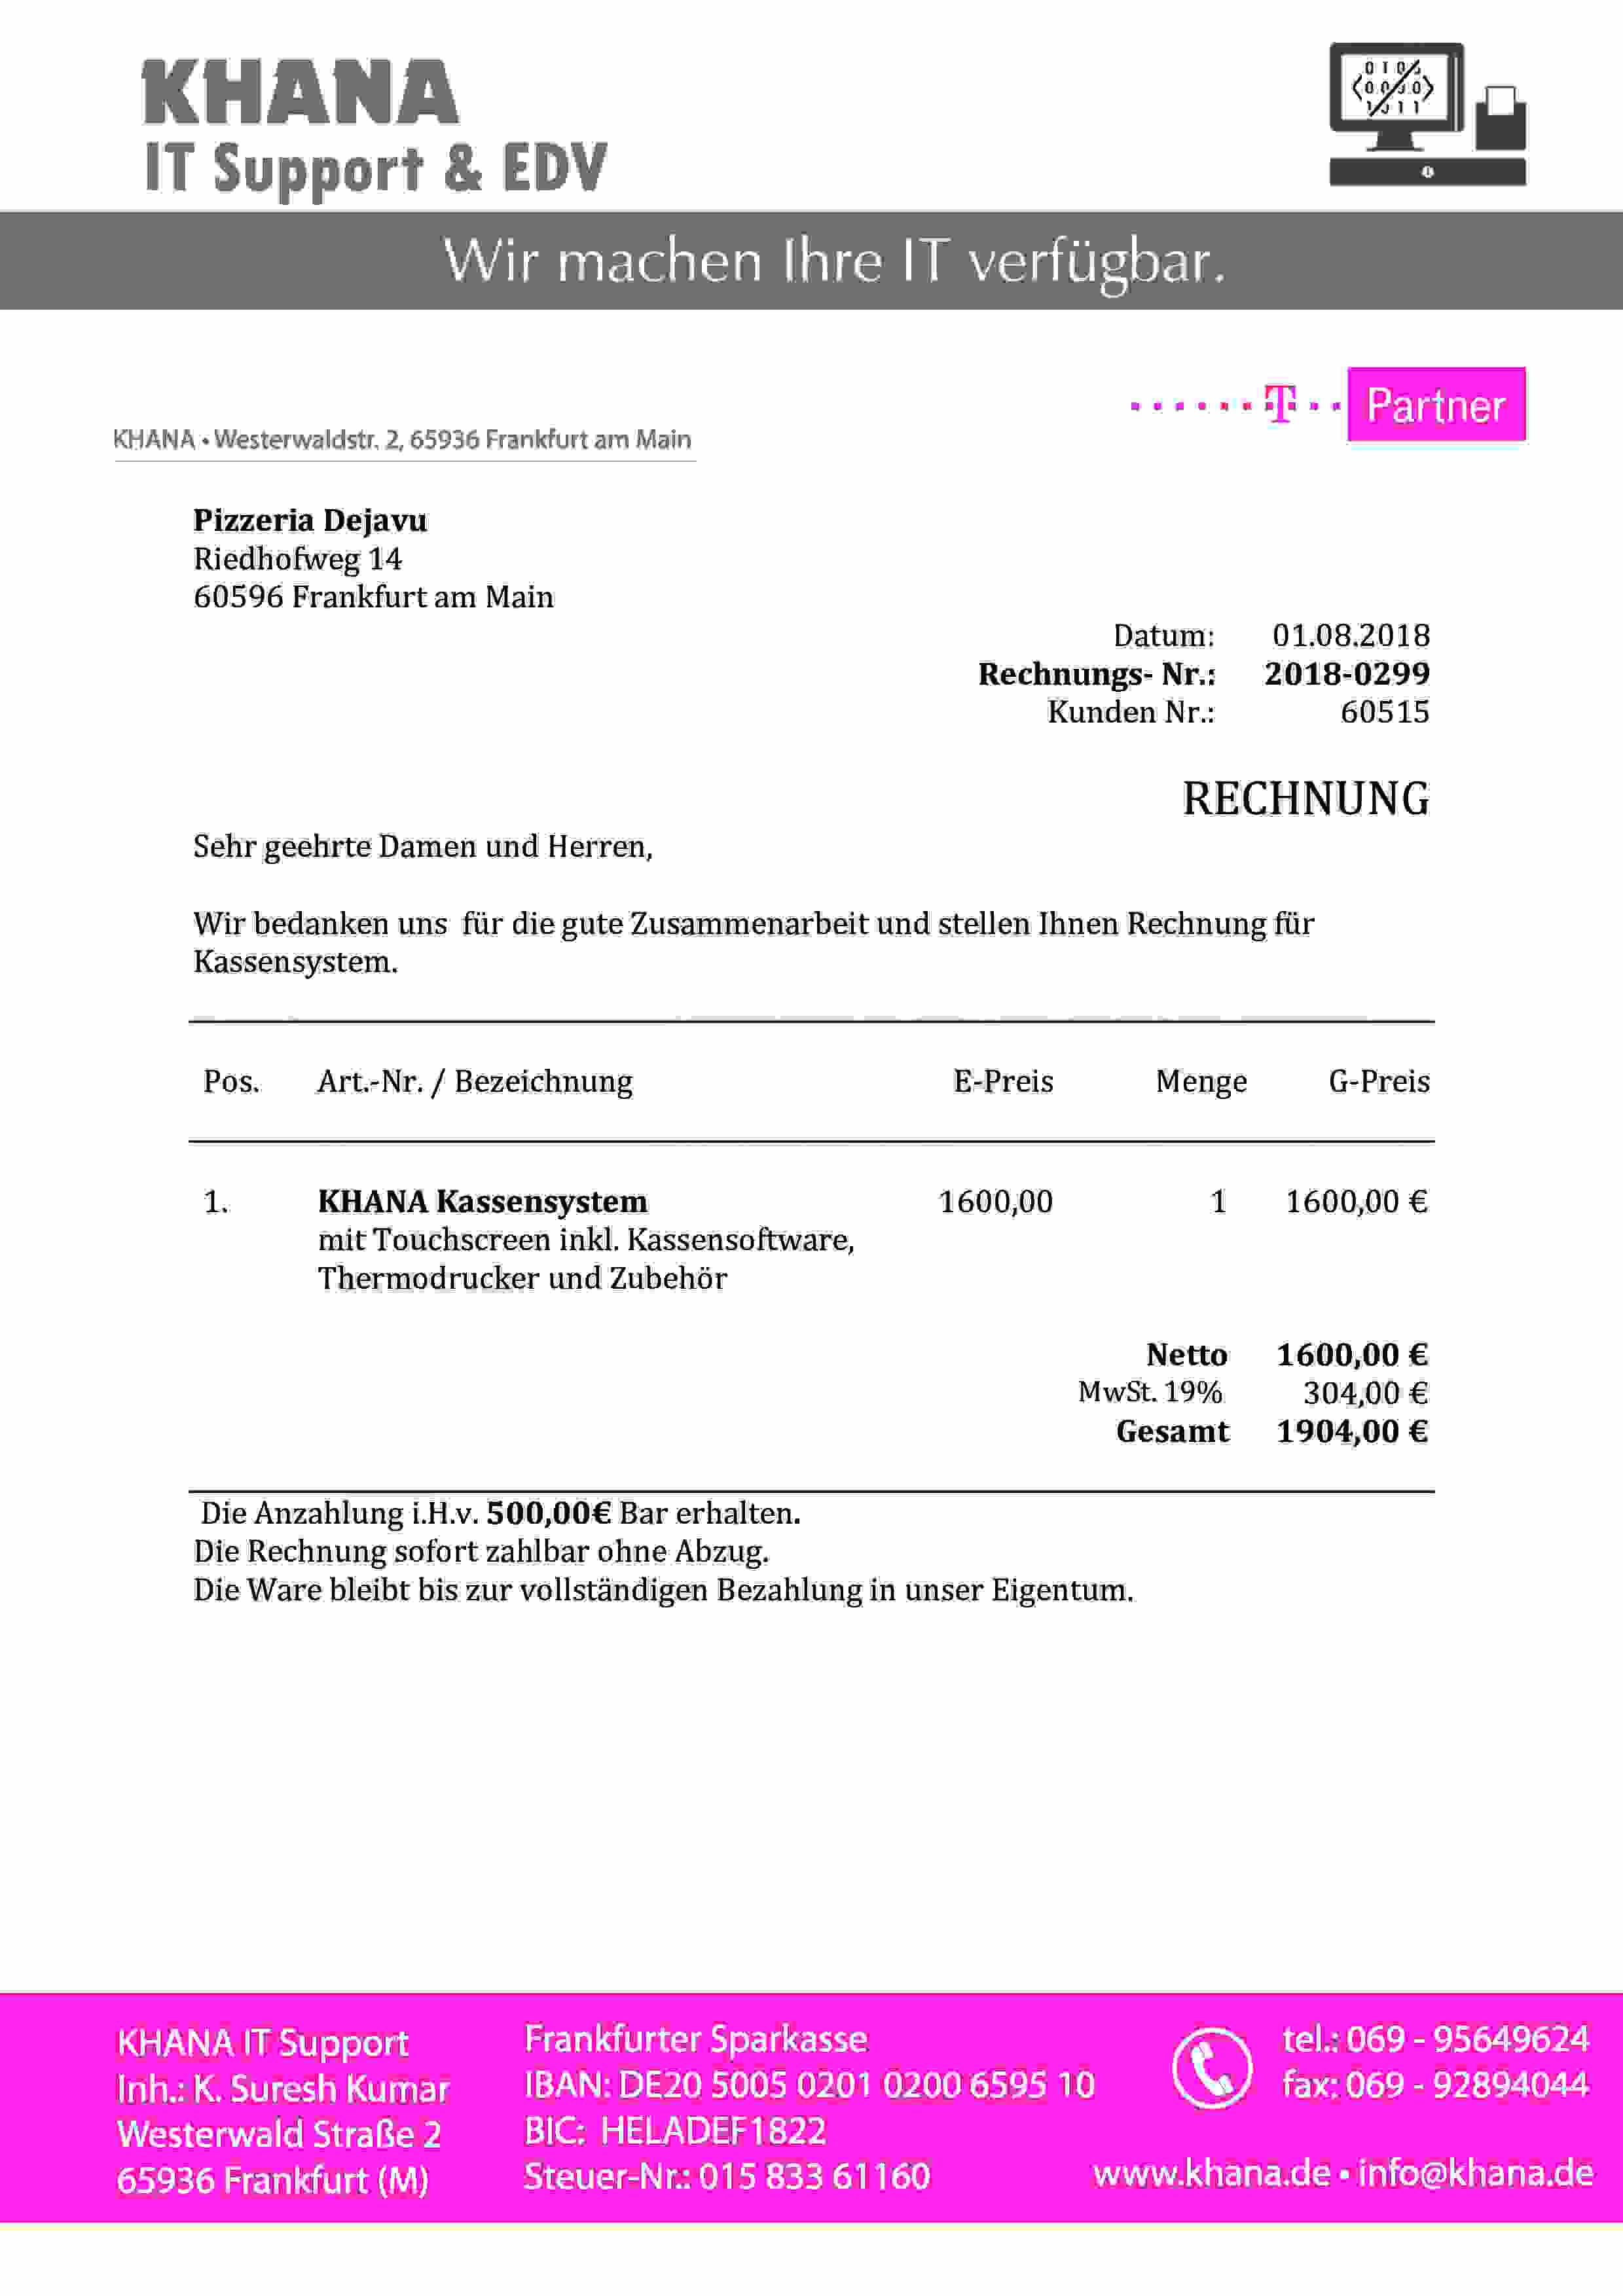 KHANA
IT Support & EDV
Wir machen Ihre IT verfügbar.
T Partner
KHANA • Westerwaldstr. 2, 65936 Frankfurt am Main
Pizzeria Dejavu
Riedhofweg 14
60596 Frankfurt am Main
Datum: 01.08.2018
Rechnungs- Nr.: 2018-0299
Kunden Nr.: 60515
RECHNUNG
Sehr geehrte Damen und Herren,
Wir bedanken uns für die gute Zusammenarbeit und stellen Ihnen Rechnung für
Kassensystem.
Pos. Art.-Nr. / Bezeichnung E-Preis Menge G-Preis
1. KHANA Kassensystem 1600,00 1 1600,00 €
mit Touchscreen inkl. Kassensoftware,
Thermodrucker und Zubehör
Netto 1600,00 €
MwSt. 19% 304,00 €
Gesamt 1904,00 €
Die Anzahlung i.H.v. 500,00€ Bar erhalten.
Die Rechnung sofort zahlbar ohne Abzug.
Die Ware bleibt bis zur vollständigen Bezahlung in unser Eigentum.
KHANA IT Support
Inh.: K. Suresh Kumar
Westerwald Straße 2
65936 Frankfurt (M)
Frankfurter Sparkasse
IBAN: DE20 5005 0201 0200 6595 10
BIC: HELADEF1822
Steuer-Nr.: 015 833 61160
tel.: 069 - 95649624
fax: 069 - 92894044
www.khana.de • info@khana.de